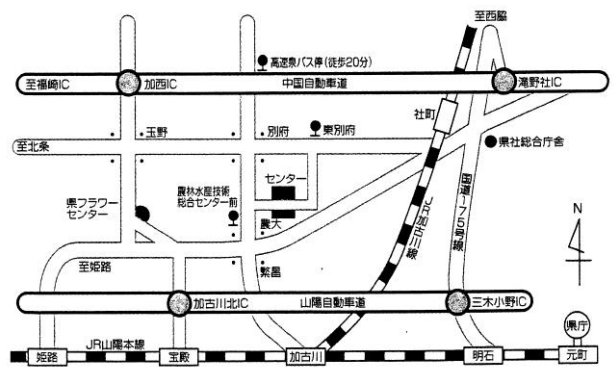 至西脇
高速泉バス停(徒歩20分)
至福崎IC
加西IC
中国自動車道
滝野社IC
社町
玉野
別府
東別府
至北条
県社総合庁舎
県フラワー
センター
農林水産技術
総合センター前
センター
農大
国道175号線
JR加古川線
N
至姫路
繁昌
加古川北IC
山陽自動車道
三木小野IC
県庁
JR山陽本線
姫路
宝殿
加古川
明石
元町